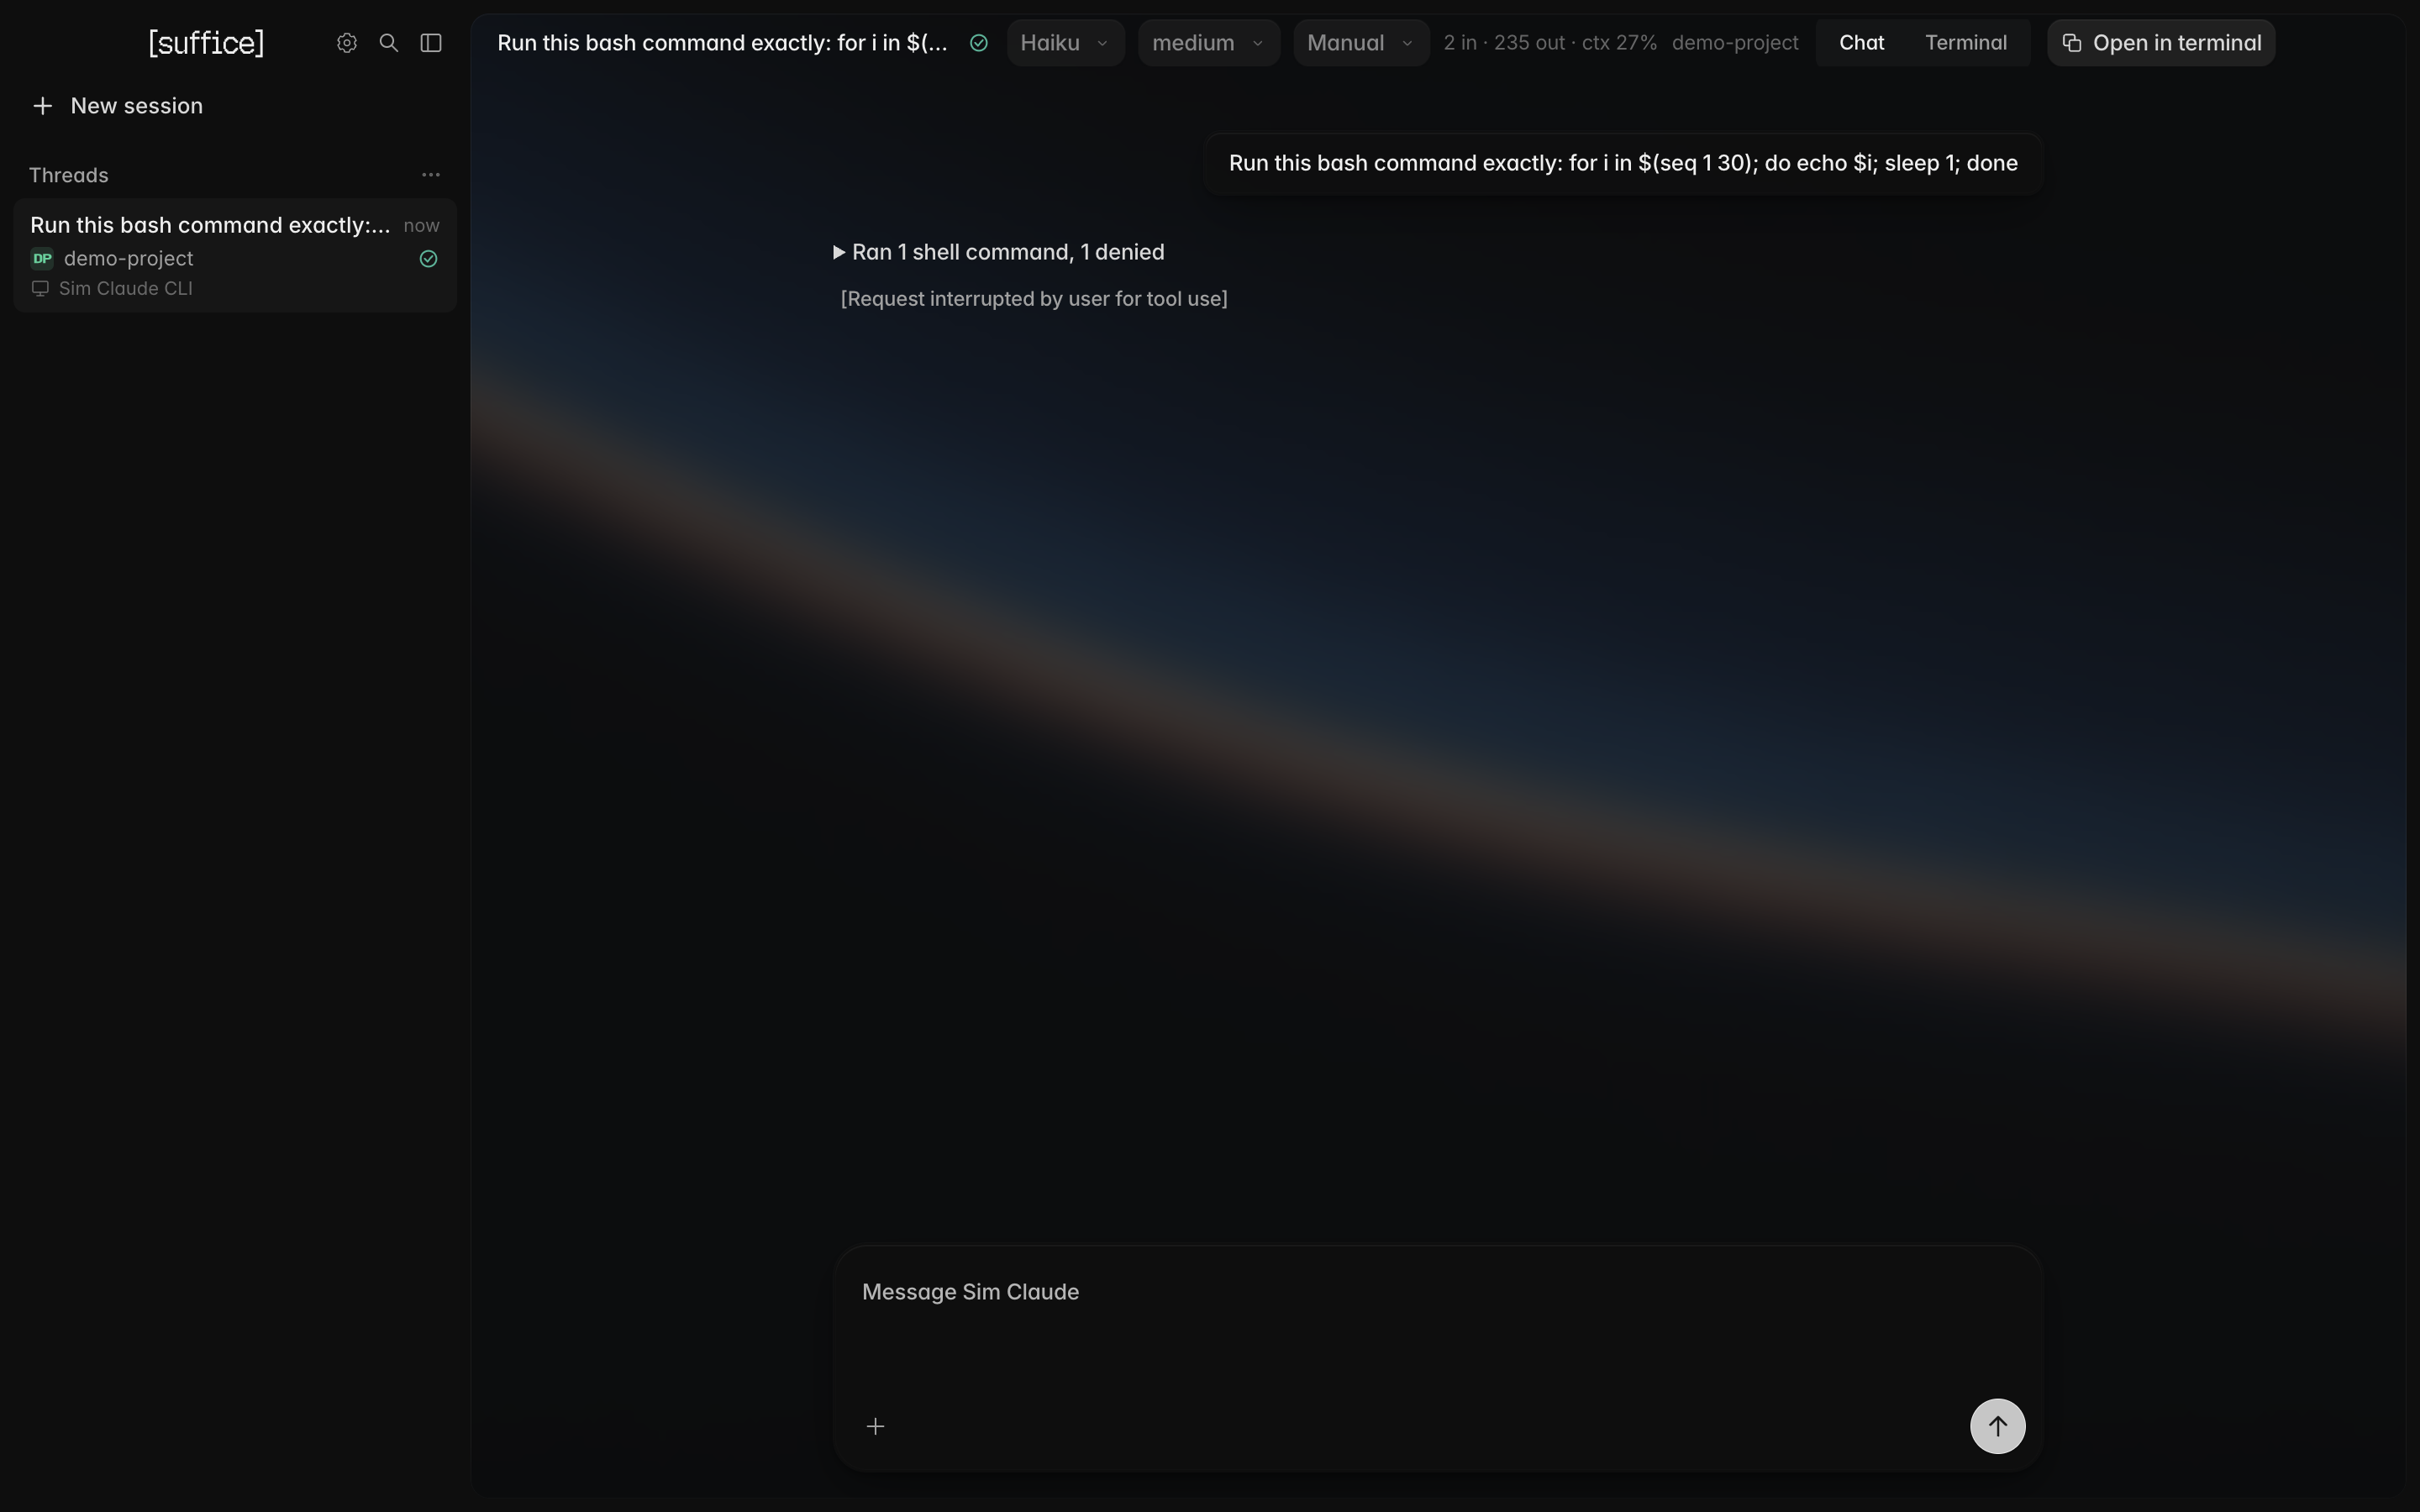 [suffice]
New session
Threads
Run this bash command exactly:... now
DP demo-project
Sim Claude CLI
Run this bash command exactly: for i in $(... Haiku medium Manual 2 in · 235 out · ctx 27% demo-project Chat Terminal Open in terminal
Run this bash command exactly: for i in $(seq 1 30); do echo $i; sleep 1; done
Ran 1 shell command, 1 denied
[Request interrupted by user for tool use]
Message Sim Claude